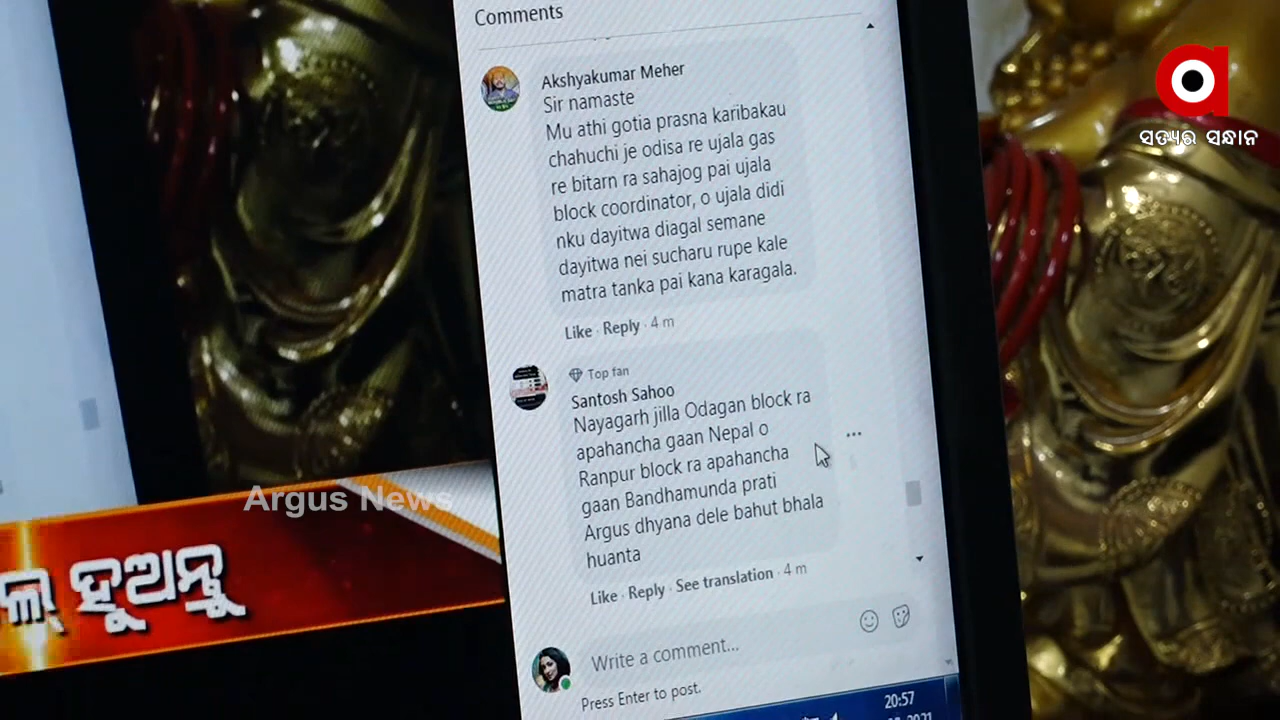 Comments
Akshyakumar Meher
Sir namaste
Mu athi gotia prasna karibakau
chahuchi je odisa re ujala gas
re bitarn ra sahajog pai ujala
block coordinator, o ujala didi
nku dayitwa diagal semane
dayitwa nei sucharu rupe kale
matra tanka pai kana karagala.
Like · Reply · 4 m
Top fan
Santosh Sahoo
Nayagarh jilla Odagan block ra
apahancha gaan Nepal o
Ranpur block ra apahancha
gaan Bandhamunda prati
Argus dhyana dele bahut bhala
huanta
Like · Reply · See translation · 4 m
Write a comment...
Press Enter to post.
20:57
2021
ସତ୍ୟର ସନ୍ଧାନ
Argus News
ହୁଅନ୍ତୁ